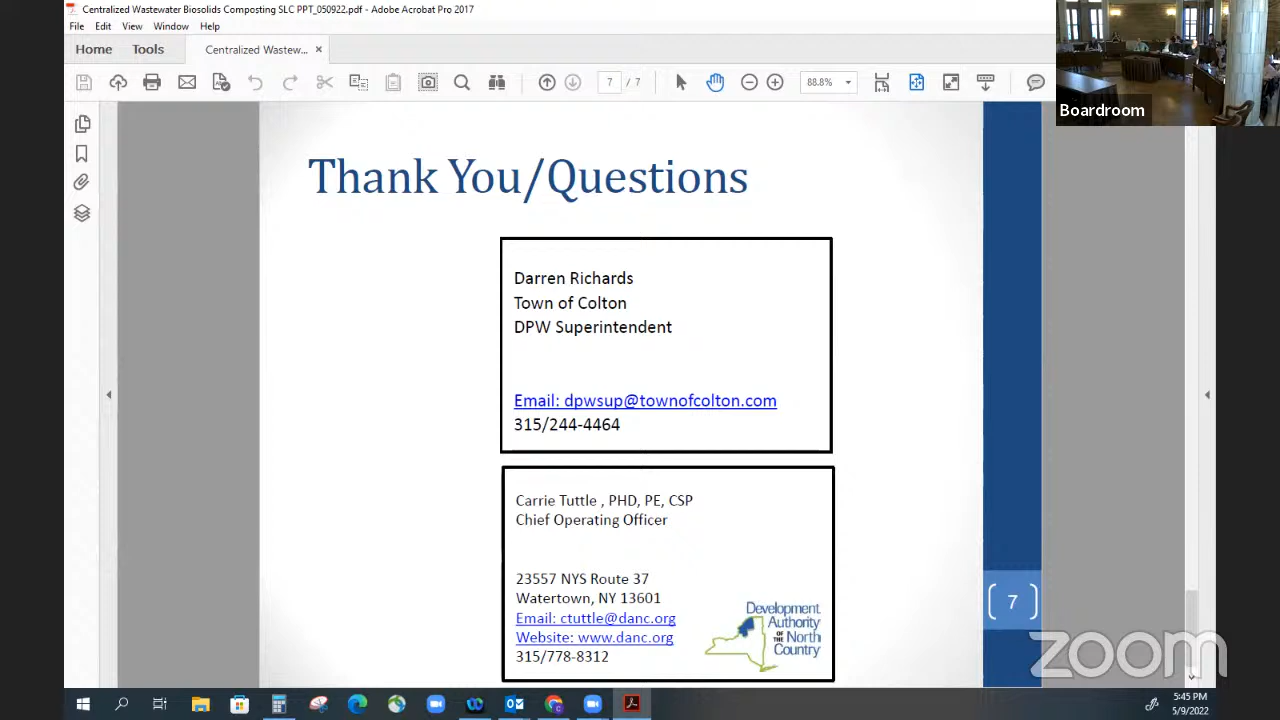 Centralized Wastewater Biosolids Composting SLC PPT_050922.pdf - Adobe Acrobat Pro 2017
File Edit View Window Help
Home Tools Centralized Wastew... ×
7 / 7 88.8%
Boardroom
Thank You/Questions
Darren Richards
Town of Colton
DPW Superintendent
Email: dpwsup@townofcolton.com
315/244-4464
Carrie Tuttle , PHD, PE, CSP
Chief Operating Officer
23557 NYS Route 37
Watertown, NY 13601
Email: ctuttle@danc.org
Website: www.danc.org
315/778-8312
Development
Authority
OF THE North
Country
7
zoom
5:45 PM
5/9/2022